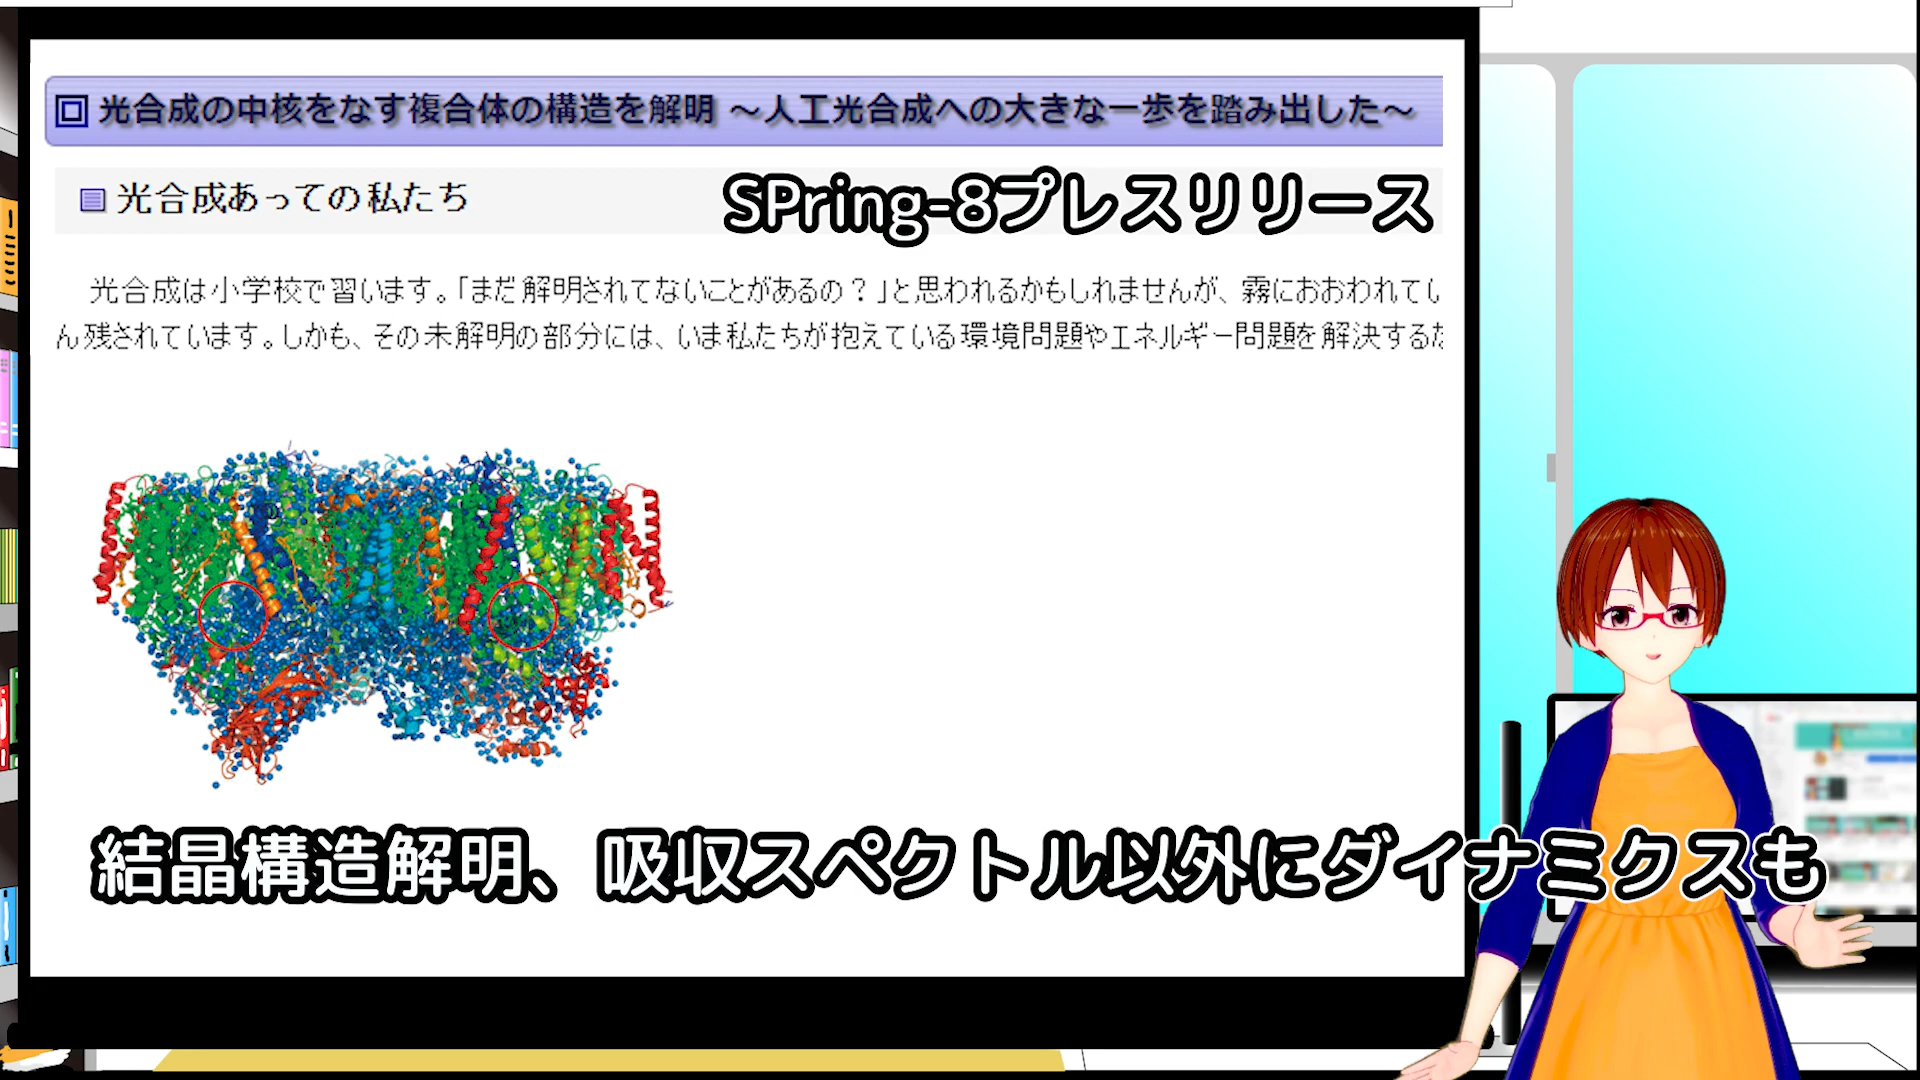 光合成の中核をなす複合体の構造を解明 ～人工光合成への大きな一歩を踏み出した～
光合成あっての私たち
SPring-8プレスリリース
光合成は小学校で習います。「まだ解明されてないことがあるの？」と思われるかもしれませんが、霧におおわれてい
ん残されています。しかも、その未解明の部分には、いま私たちが抱えている環境問題やエネルギー問題を解決する
結晶構造解明、吸収スペクトル以外にダイナミクスも